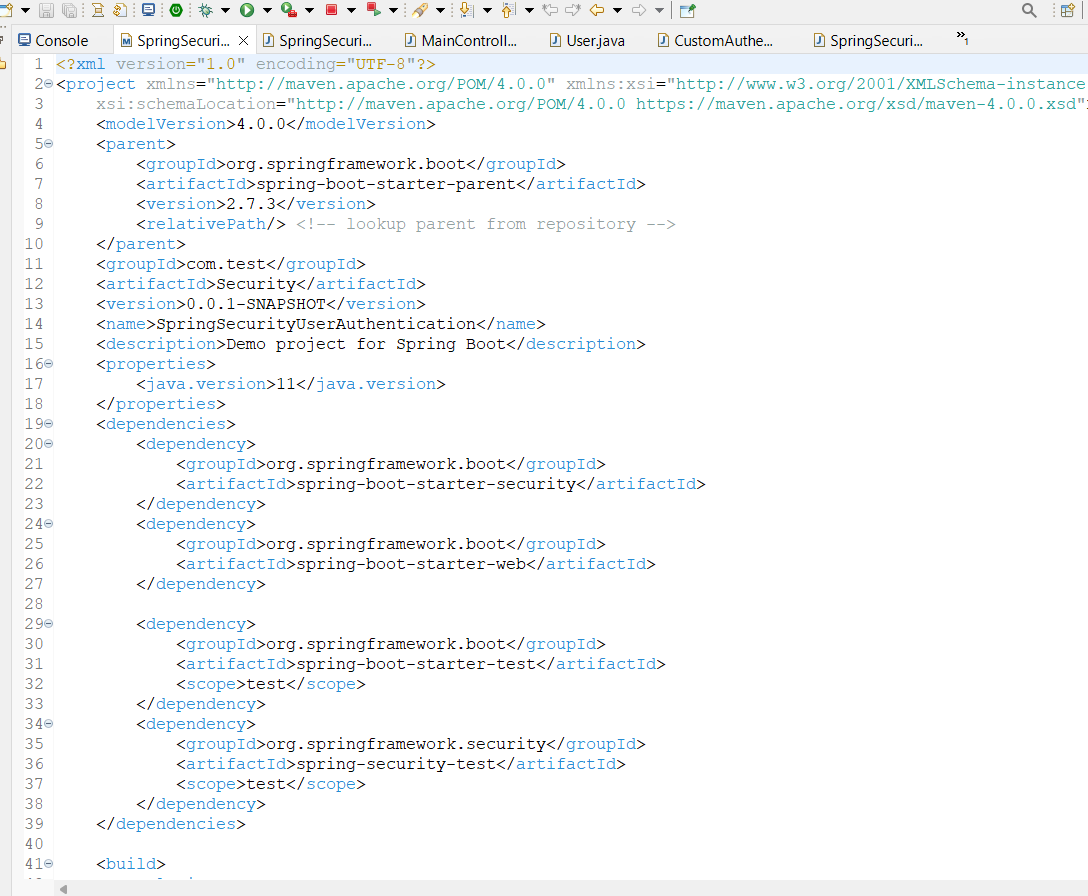 Console SpringSecuri... SpringSecuri... MainControll... User.java CustomAuthe... SpringSecuri... »1
1 <?xml version="1.0" encoding="UTF-8"?>
2 <project xmlns="http://maven.apache.org/POM/4.0.0" xmlns:xsi="http://www.w3.org/2001/XMLSchema-instance
3 xsi:schemaLocation="http://maven.apache.org/POM/4.0.0 https://maven.apache.org/xsd/maven-4.0.0.xsd"
4 <modelVersion>4.0.0</modelVersion>
5 <parent>
6 <groupId>org.springframework.boot</groupId>
7 <artifactId>spring-boot-starter-parent</artifactId>
8 <version>2.7.3</version>
9 <relativePath/> <!-- lookup parent from repository -->
10 </parent>
11 <groupId>com.test</groupId>
12 <artifactId>Security</artifactId>
13 <version>0.0.1-SNAPSHOT</version>
14 <name>SpringSecurityUserAuthentication</name>
15 <description>Demo project for Spring Boot</description>
16 <properties>
17 <java.version>11</java.version>
18 </properties>
19 <dependencies>
20 <dependency>
21 <groupId>org.springframework.boot</groupId>
22 <artifactId>spring-boot-starter-security</artifactId>
23 </dependency>
24 <dependency>
25 <groupId>org.springframework.boot</groupId>
26 <artifactId>spring-boot-starter-web</artifactId>
27 </dependency>
28
29 <dependency>
30 <groupId>org.springframework.boot</groupId>
31 <artifactId>spring-boot-starter-test</artifactId>
32 <scope>test</scope>
33 </dependency>
34 <dependency>
35 <groupId>org.springframework.security</groupId>
36 <artifactId>spring-security-test</artifactId>
37 <scope>test</scope>
38 </dependency>
39 </dependencies>
40
41 <build>